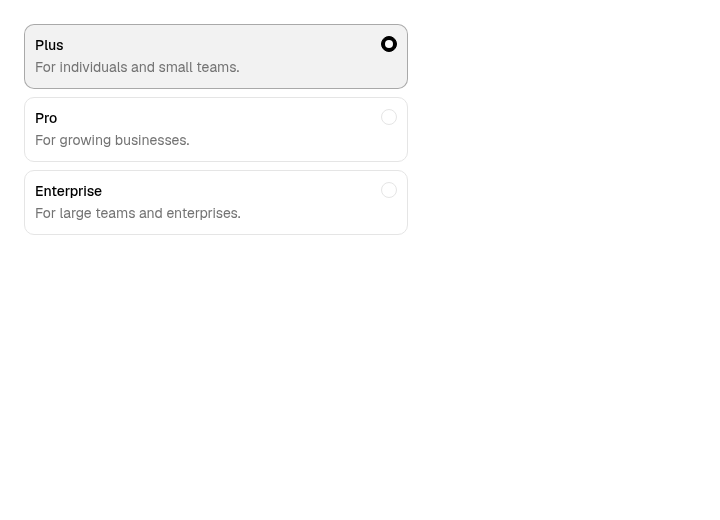 Plus
For individuals and small teams.
Pro
For growing businesses.
Enterprise
For large teams and enterprises.